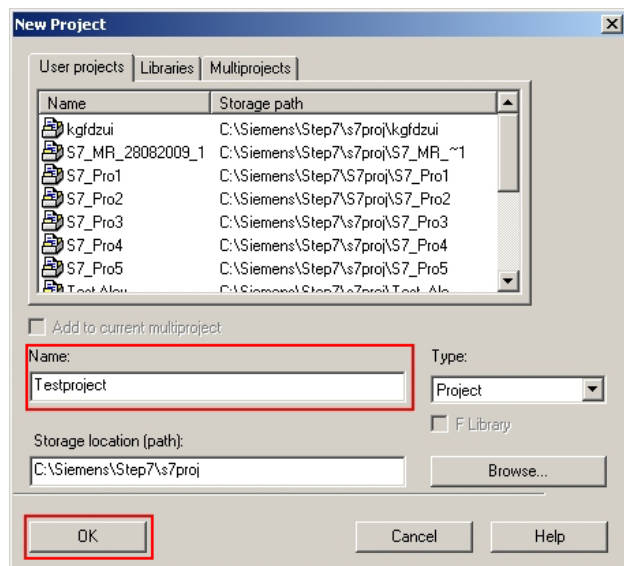 New Project
User projects Libraries Multiprojects
Name Storage path
kgfdzui C:\Siemens\Step7\s7proj\kgfdzui
S7_MR_28082009_1 C:\Siemens\Step7\s7proj\S7_MR_~1
S7_Pro1 C:\Siemens\Step7\S7proj\S7_Pro1
S7_Pro2 C:\Siemens\Step7\s7proj\S7_Pro2
S7_Pro3 C:\Siemens\Step7\s7proj\S7_Pro3
S7_Pro4 C:\Siemens\Step7\s7proj\S7_Pro4
S7_Pro5 C:\Siemens\Step7\s7proj\S7_Pro5
Add to current multiproject
Name: Type:
Testproject Project
F Library
Storage location (path):
C:\Siemens\Step7\s7proj Browse...
OK Cancel Help